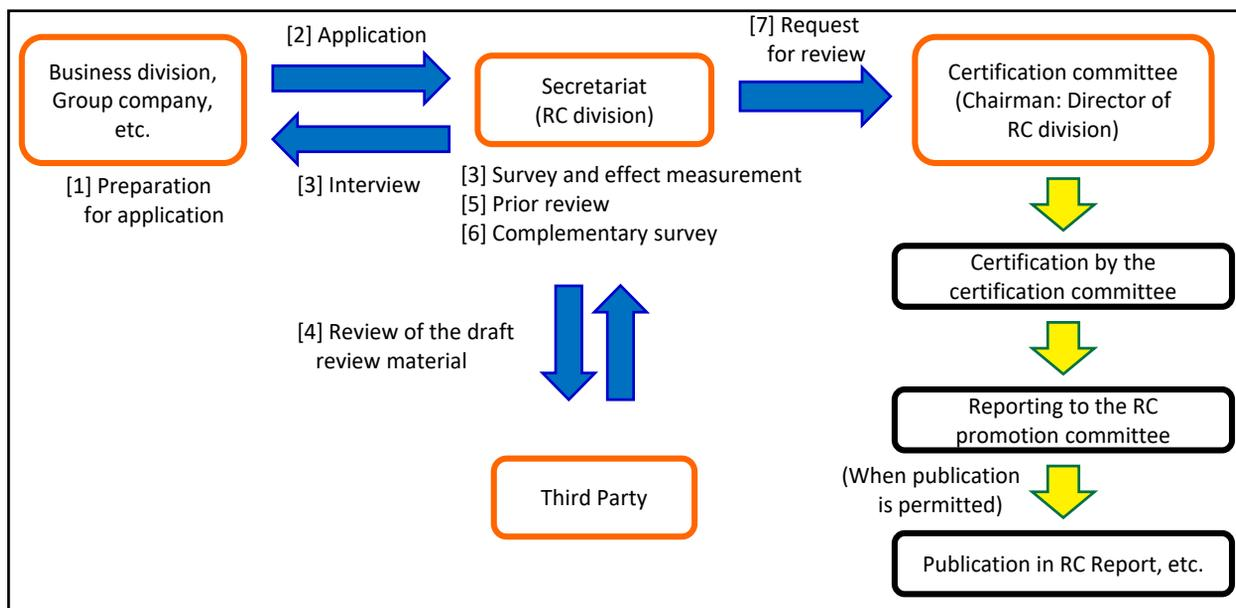 Business division,
Group company,
etc.
[1] Preparation
for application
[2] Application
[3] Interview
Secretariat
(RC division)
[3] Survey and effect measurement
[5] Prior review
[6] Complementary survey
[4] Review of the draft
review material
Third Party
[7] Request
for review
Certification committee
(Chairman: Director of
RC division)
Certification by the
certification committee
Reporting to the RC
promotion committee
(When publication
is permitted)
Publication in RC Report, etc.